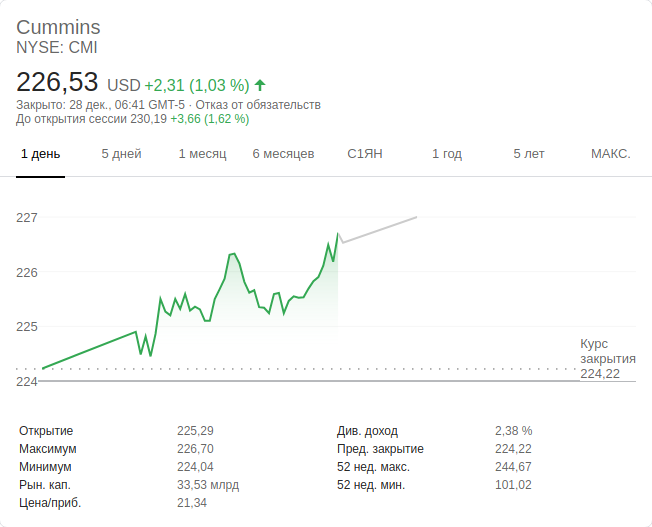 Cummins
NYSE: CMI
226,53 USD +2,31 (1,03 %)
Закрыто: 28 дек., 06:41 GMT-5 · Отказ от обязательств
До открытия сессии 230,19 +3,66 (1,62 %)
1 день 5 дней 1 месяц 6 месяцев С1ЯН 1 год 5 лет МАКС.
227
226
225
224
Курс
закрытия
224,22
Открытие 225,29 Див. доход 2,38 %
Максимум 226,70 Пред. закрытие 224,22
Минимум 224,04 52 нед. макс. 244,67
Рын. кап. 33,53 млрд 52 нед. мин. 101,02
Цена/приб. 21,34